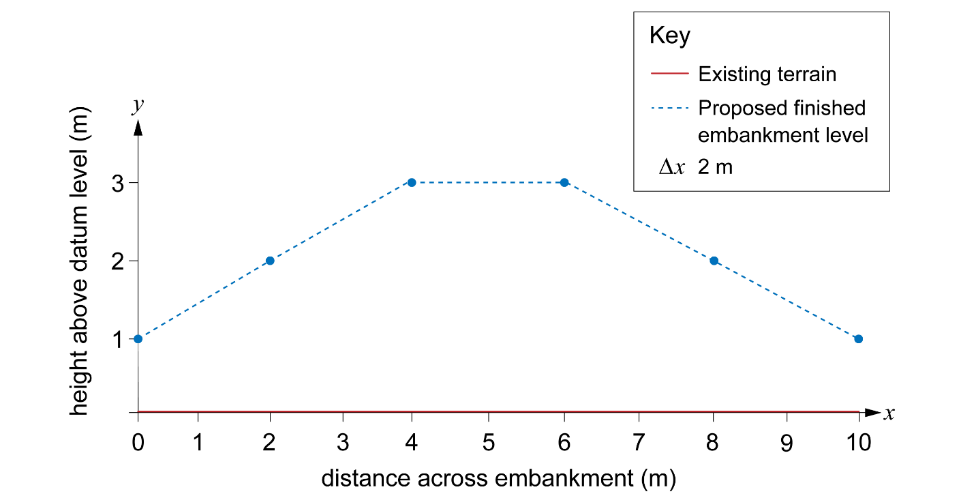 Key
Existing terrain
Proposed finished
embankment level
Δx 2 m
y
height above datum level (m)
3
2
1
x
0 1 2 3 4 5 6 7 8 9 10
distance across embankment (m)